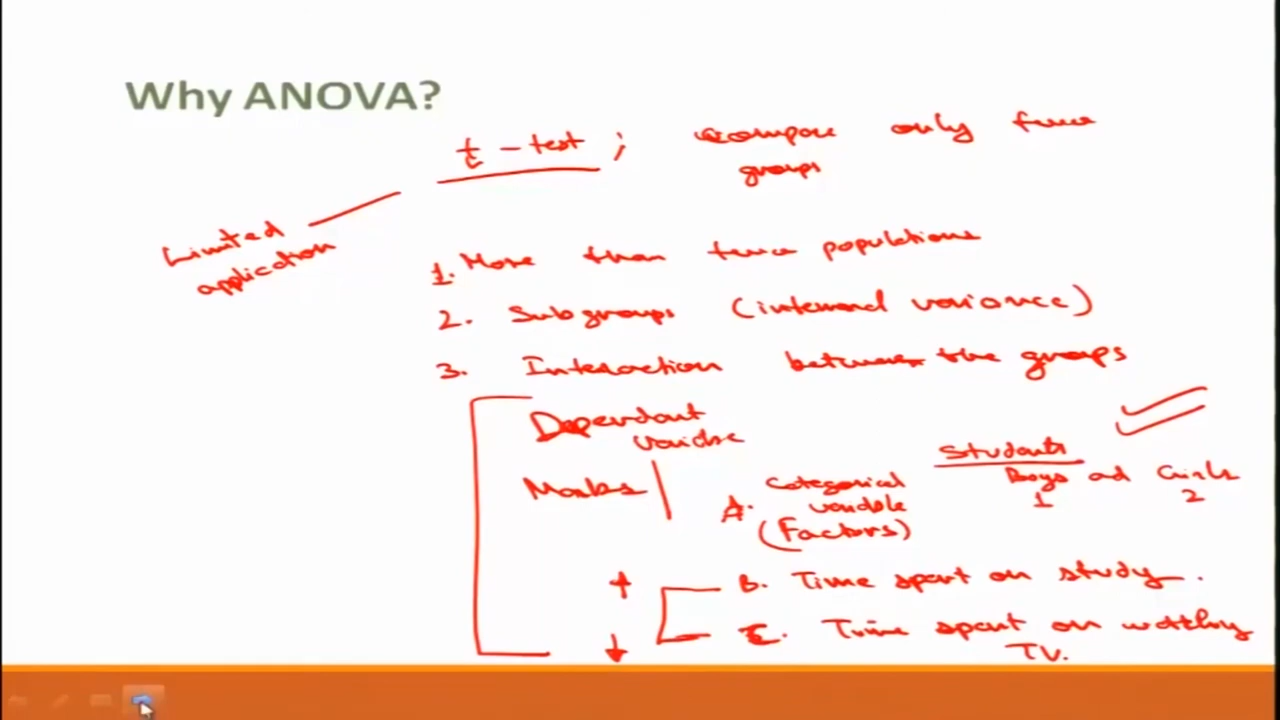 Why ANOVA?
t - test ; Compare only two
groups
Limited
application
1. More than two populations
2. Subgroups (internal variance)
3. Interaction between the groups
Dependant
variable
Marks
Students
A. Categorical Boys and Girls
variable 1 2
(Factors)
↑ B. Time spent on study.
↓ C. Time spent on watching
TV.